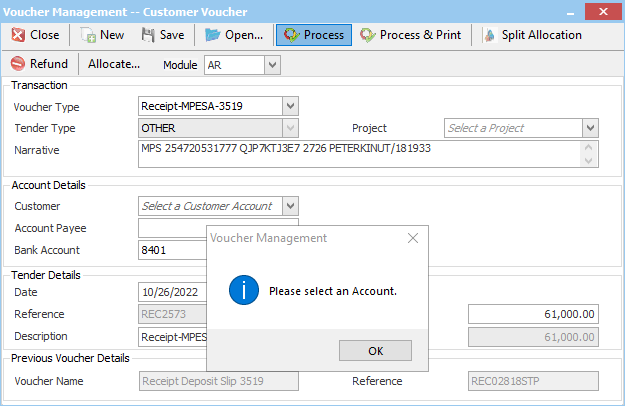 Voucher Management -- Customer Voucher
Close New Save Open... Process Process & Print Split Allocation
Refund Allocate... Module AR
Transaction
Voucher Type Receipt-MPESA-3519
Tender Type OTHER Project Select a Project
Narrative MPS 254720531777 QJP7KTJ3E7 2726 PETERKINUT/181933
Account Details
Customer Select a Customer Account
Account Payee
Voucher Management
Bank Account 8401
Tender Details
Please select an Account.
Date 10/26/2022
Reference REC2573 61,000.00
Description Receipt-MPES 61,000.00
OK
Previous Voucher Details
Voucher Name Receipt Deposit Slip 3519 Reference REC02818STP